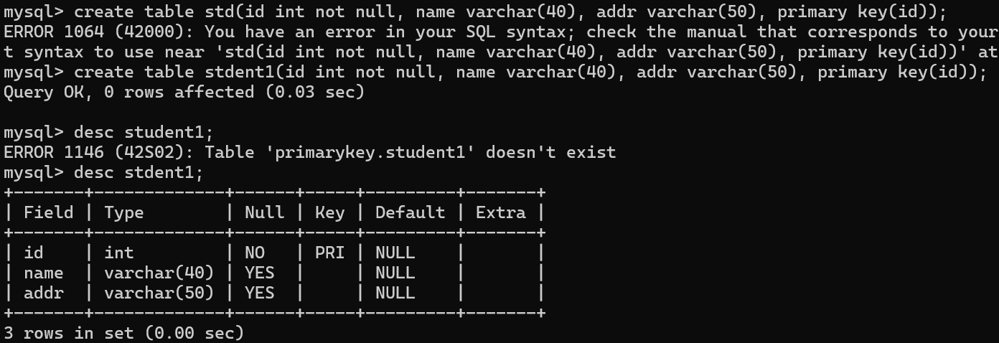 mysql> create table std(id int not null, name varchar(40), addr varchar(50), primary key(id));
ERROR 1064 (42000): You have an error in your SQL syntax; check the manual that corresponds to your
t syntax to use near 'std(id int not null, name varchar(40), addr varchar(50), primary key(id))' at
mysql> create table stdent1(id int not null, name varchar(40), addr varchar(50), primary key(id));
Query OK, 0 rows affected (0.03 sec)

mysql> desc student1;
ERROR 1146 (42S02): Table 'primarykey.student1' doesn't exist
mysql> desc stdent1;
+-------+-------------+------+-----+---------+-------+
| Field | Type        | Null | Key | Default | Extra |
+-------+-------------+------+-----+---------+-------+
| id    | int         | NO   | PRI | NULL    |       |
| name  | varchar(40) | YES  |     | NULL    |       |
| addr  | varchar(50) | YES  |     | NULL    |       |
+-------+-------------+------+-----+---------+-------+
3 rows in set (0.00 sec)